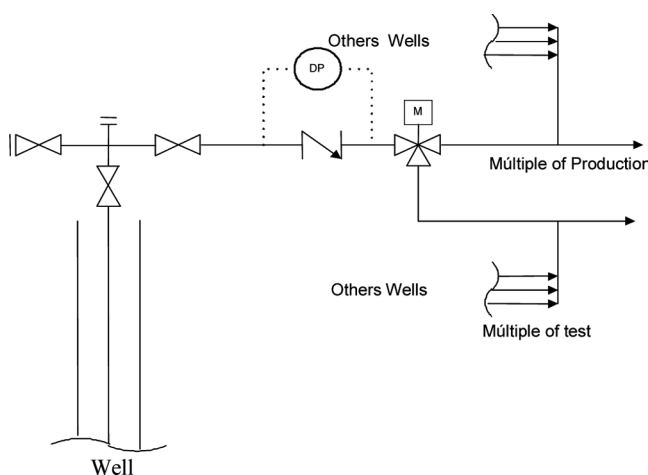 Others Wells
DP
M
Múltiple of Production
Others Wells
Múltiple of test
Well